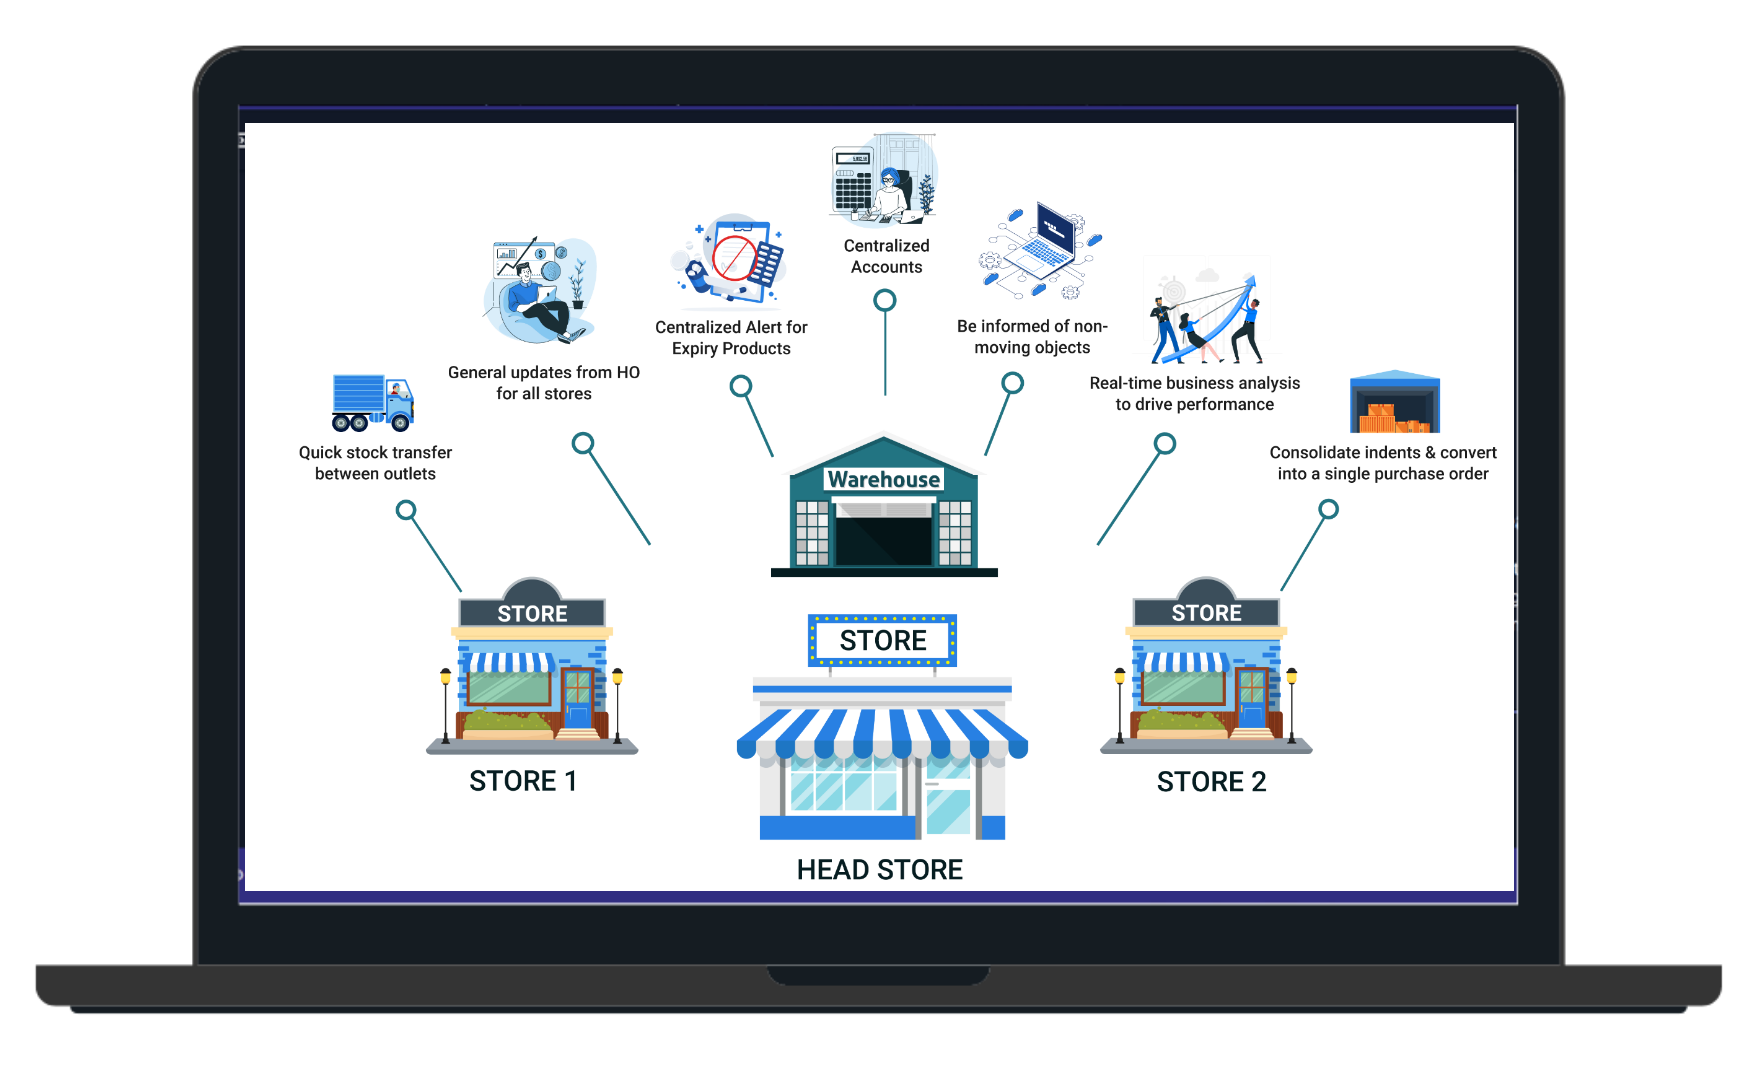 Centralized
Accounts
Centralized Alert for
Expiry Products
Be informed of non-
moving objects
General updates from HO
for all stores
Real-time business analysis
to drive performance
Quick stock transfer
between outlets
Consolidate indents & convert
into a single purchase order
Warehouse
STORE
STORE
STORE
STORE 1
STORE 2
HEAD STORE